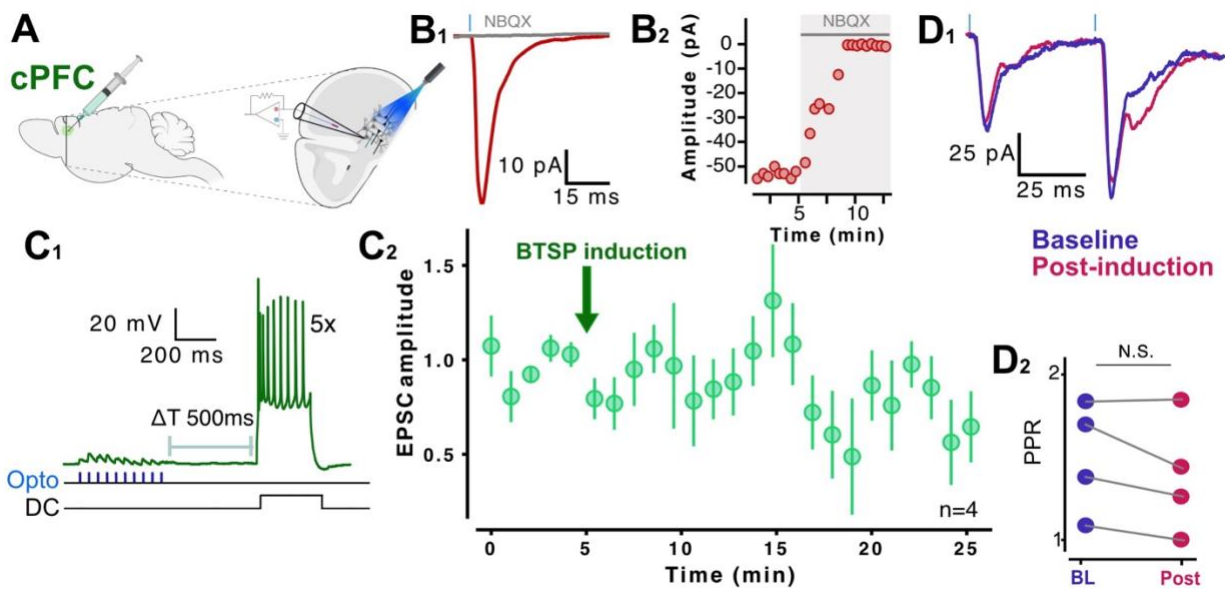 A
cPFC
B1
NBQX
10 pA
15 ms
B2
NBQX
Amplitude (pA)
0
-10
-20
-30
-40
-50
5
10
Time (min)
D1
25 pA
25 ms
Baseline
Post-induction
C1
20 mV
200 ms
5x
ΔT 500ms
Opto
DC
C2
BTSP induction
EPSC amplitude
1.5
1.0
0.5
n=4
0
5
10
15
20
25
Time (min)
D2
N.S.
PPR
2
1
BL
Post